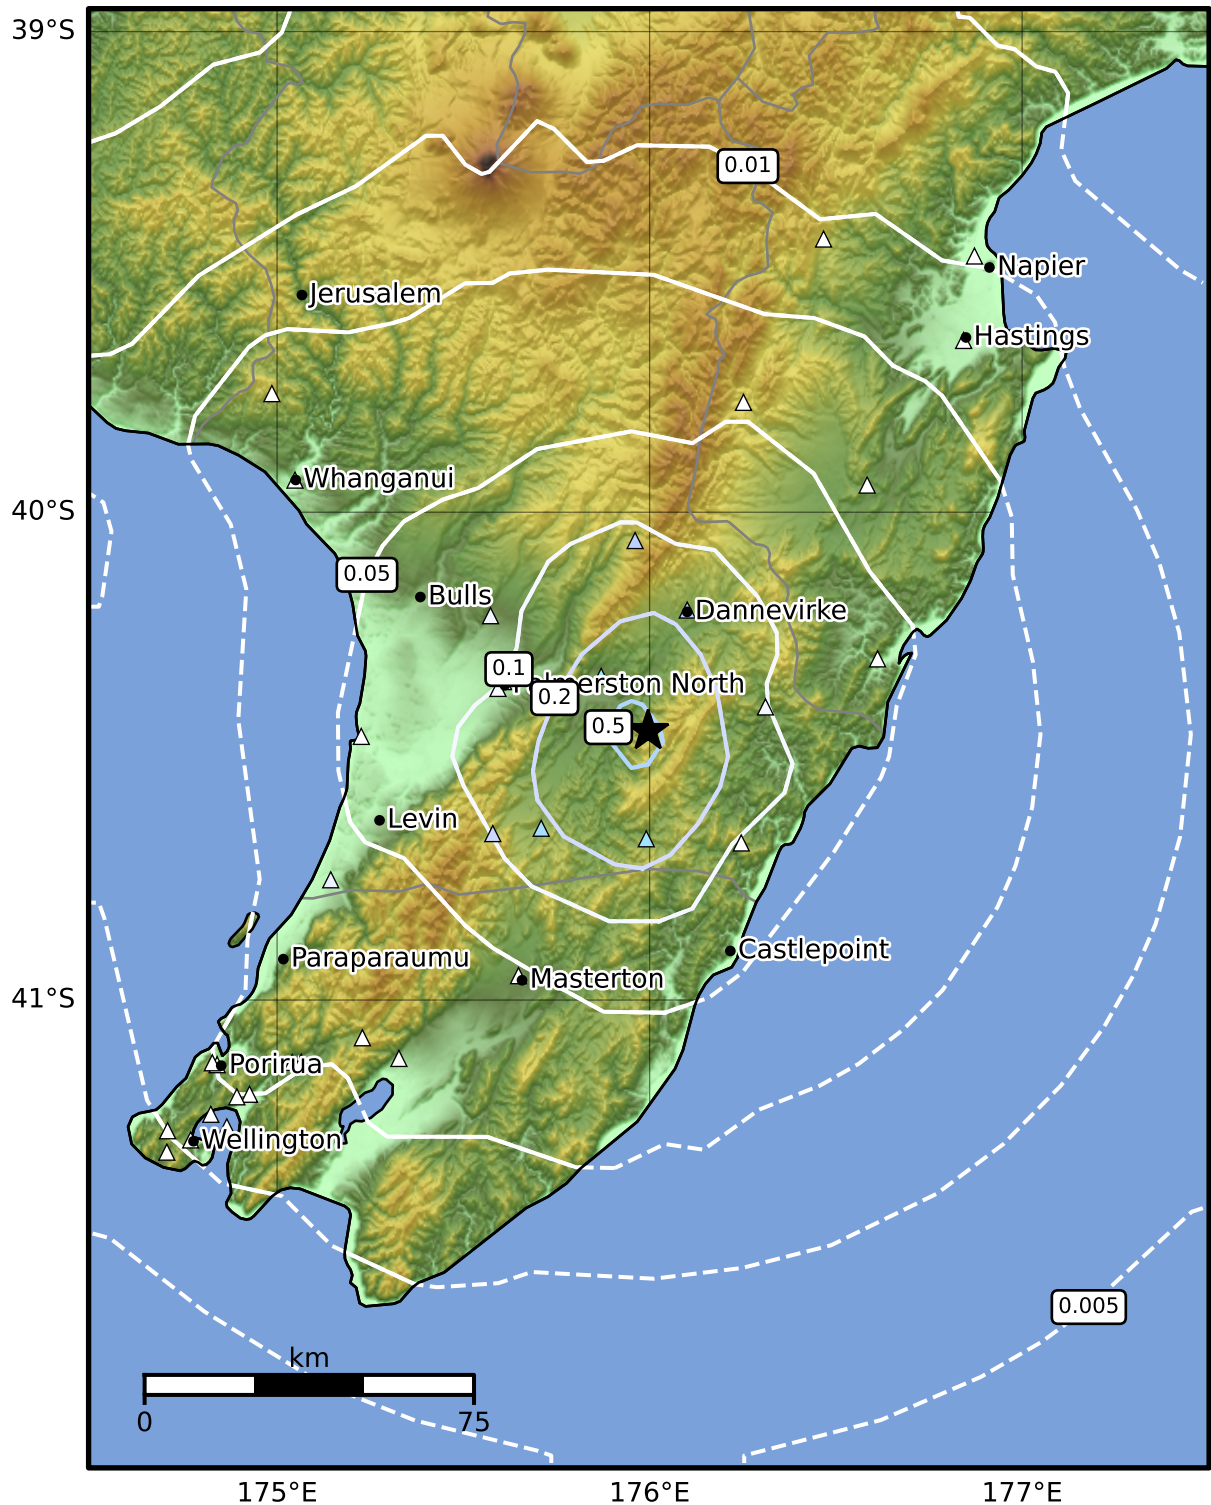 39°S
0.01
Napier
Jerusalem
Hastings
Whanganui
40°S
0.05
Bulls
Dannevirke
0.1
Palmerston North
0.2
0.5
Levin
Castlepoint
Paraparaumu
Masterton
41°S
Porirua
Wellington
0.005
km
0 75
175°E 176°E 177°E